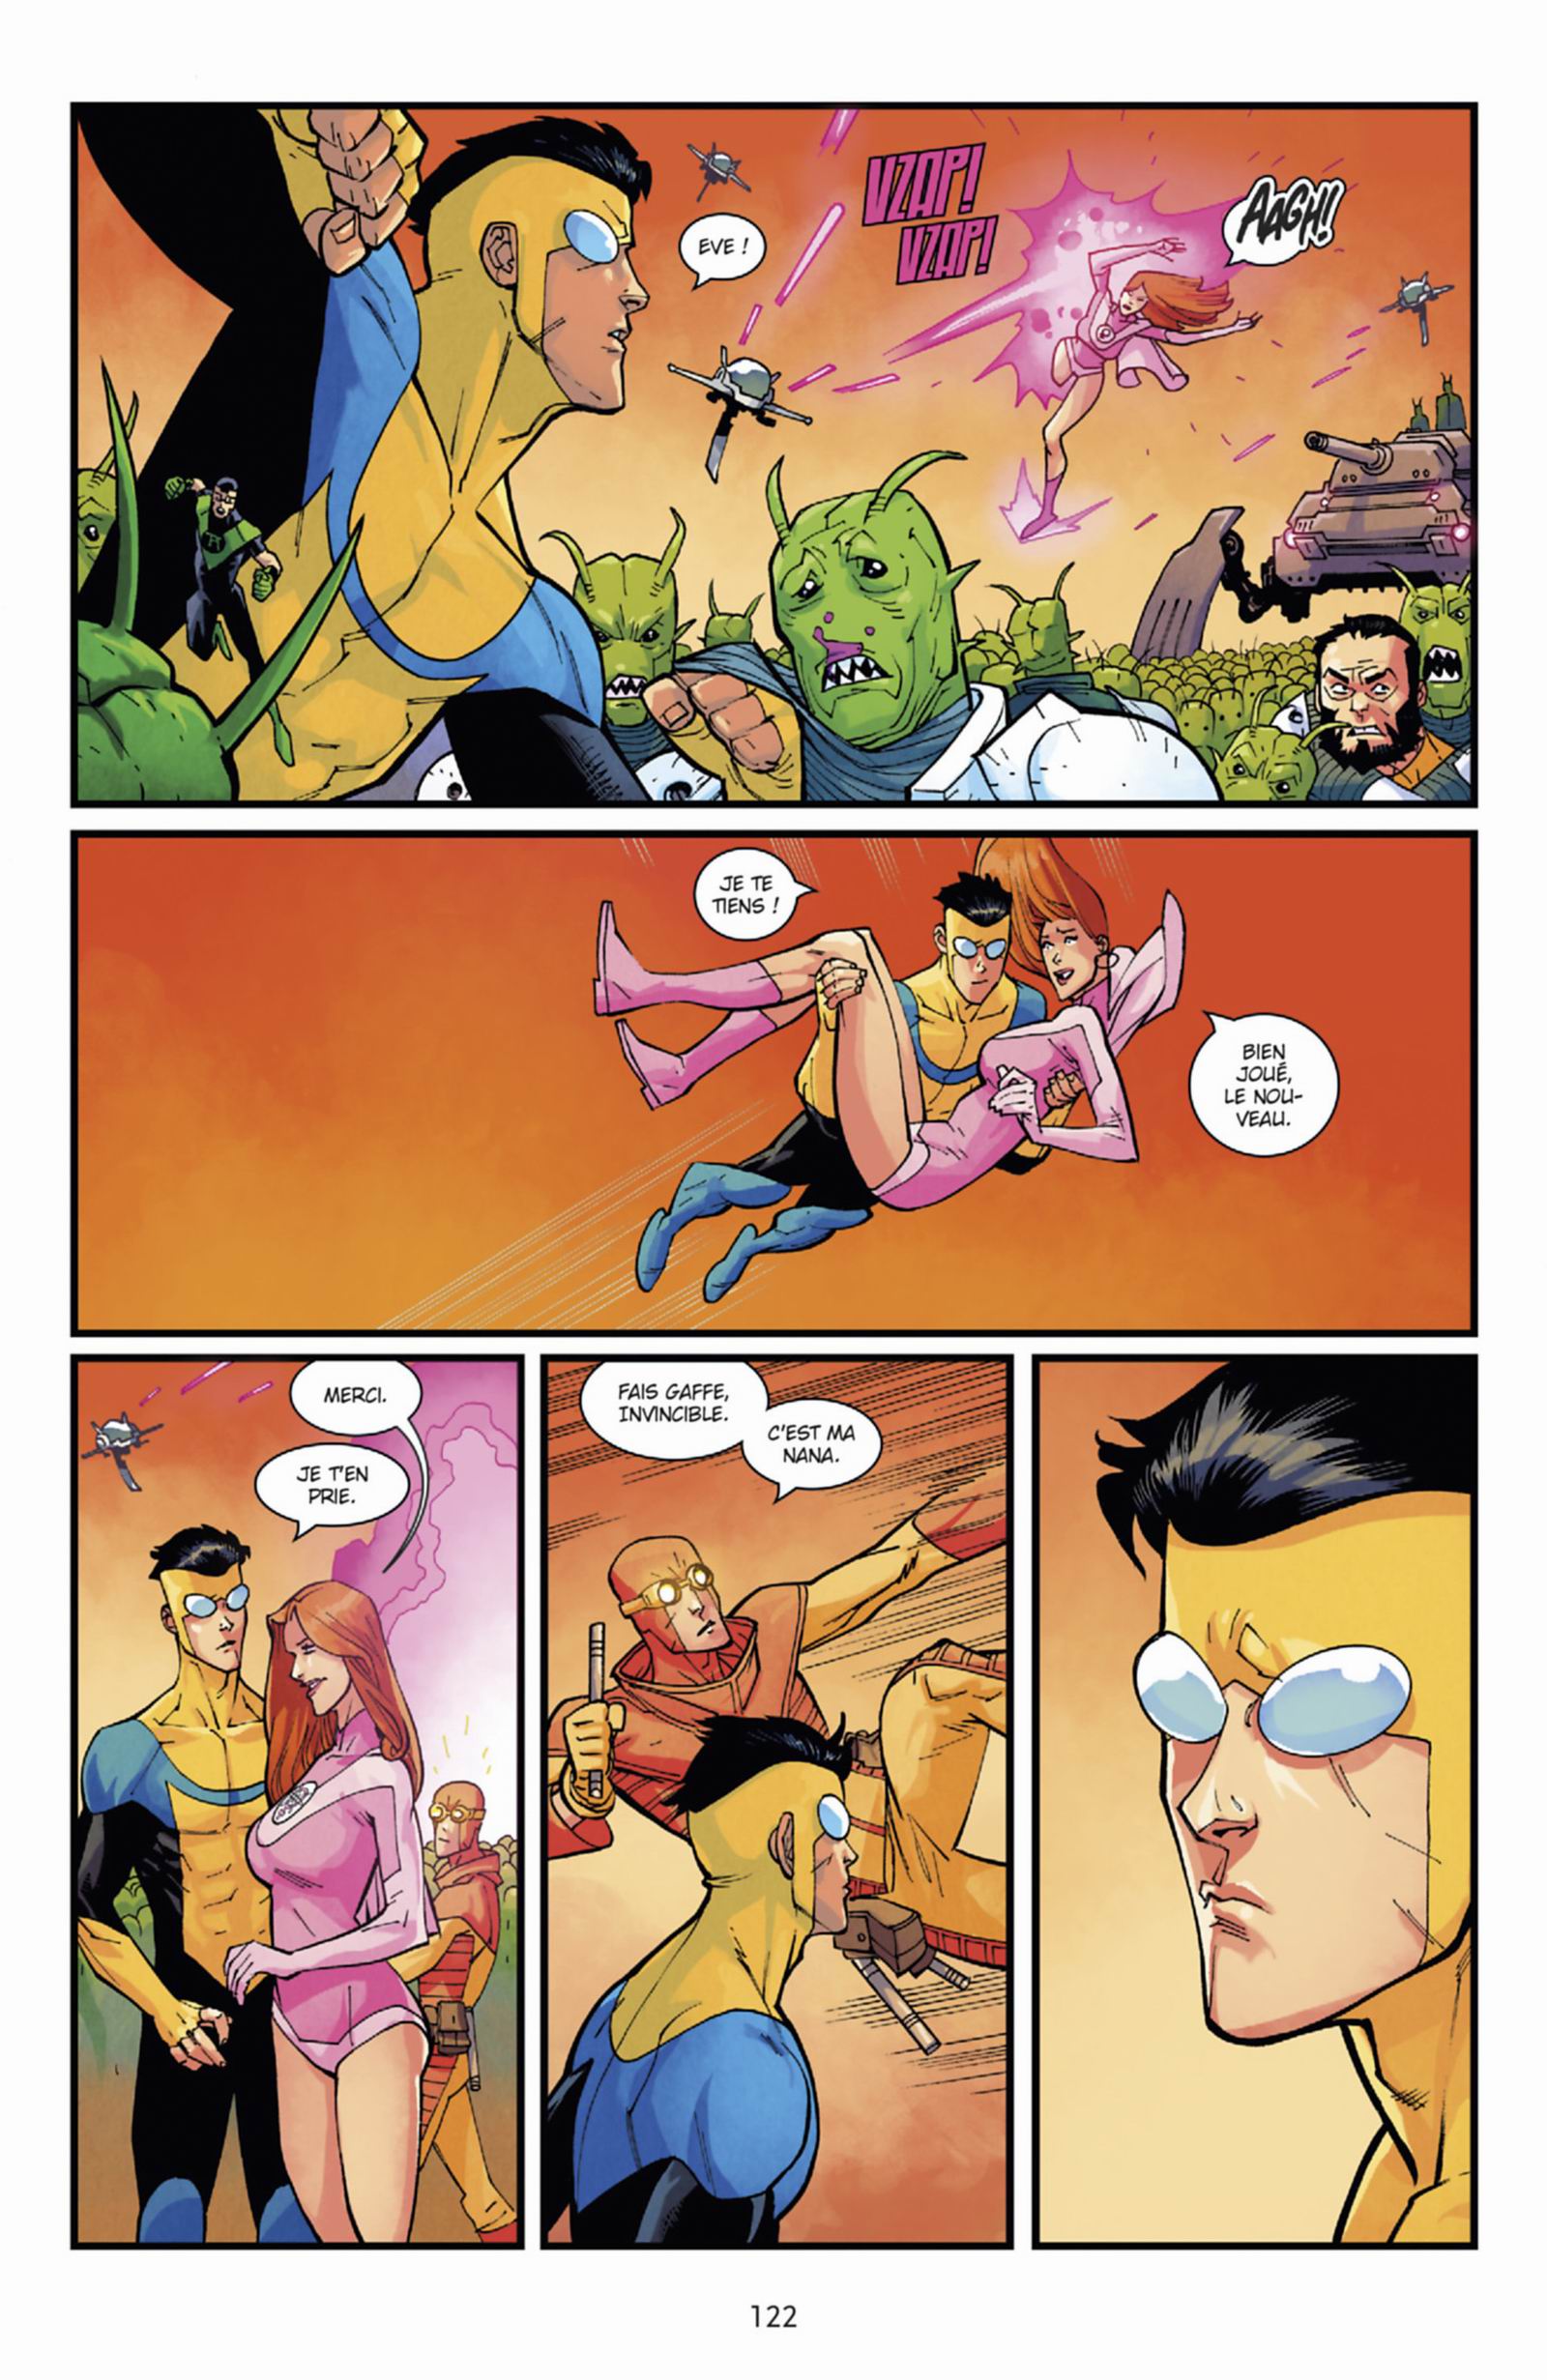 EVE !
VZAP!
VZAP!
AAGH!!
JE TE
TIENS !
BIEN
JOUÉ,
LE NOU-
VEAU.
MERCI.
JE T'EN
PRIE.
FAIS GAFFE,
INVINCIBLE.
C'EST MA
NANA.
122